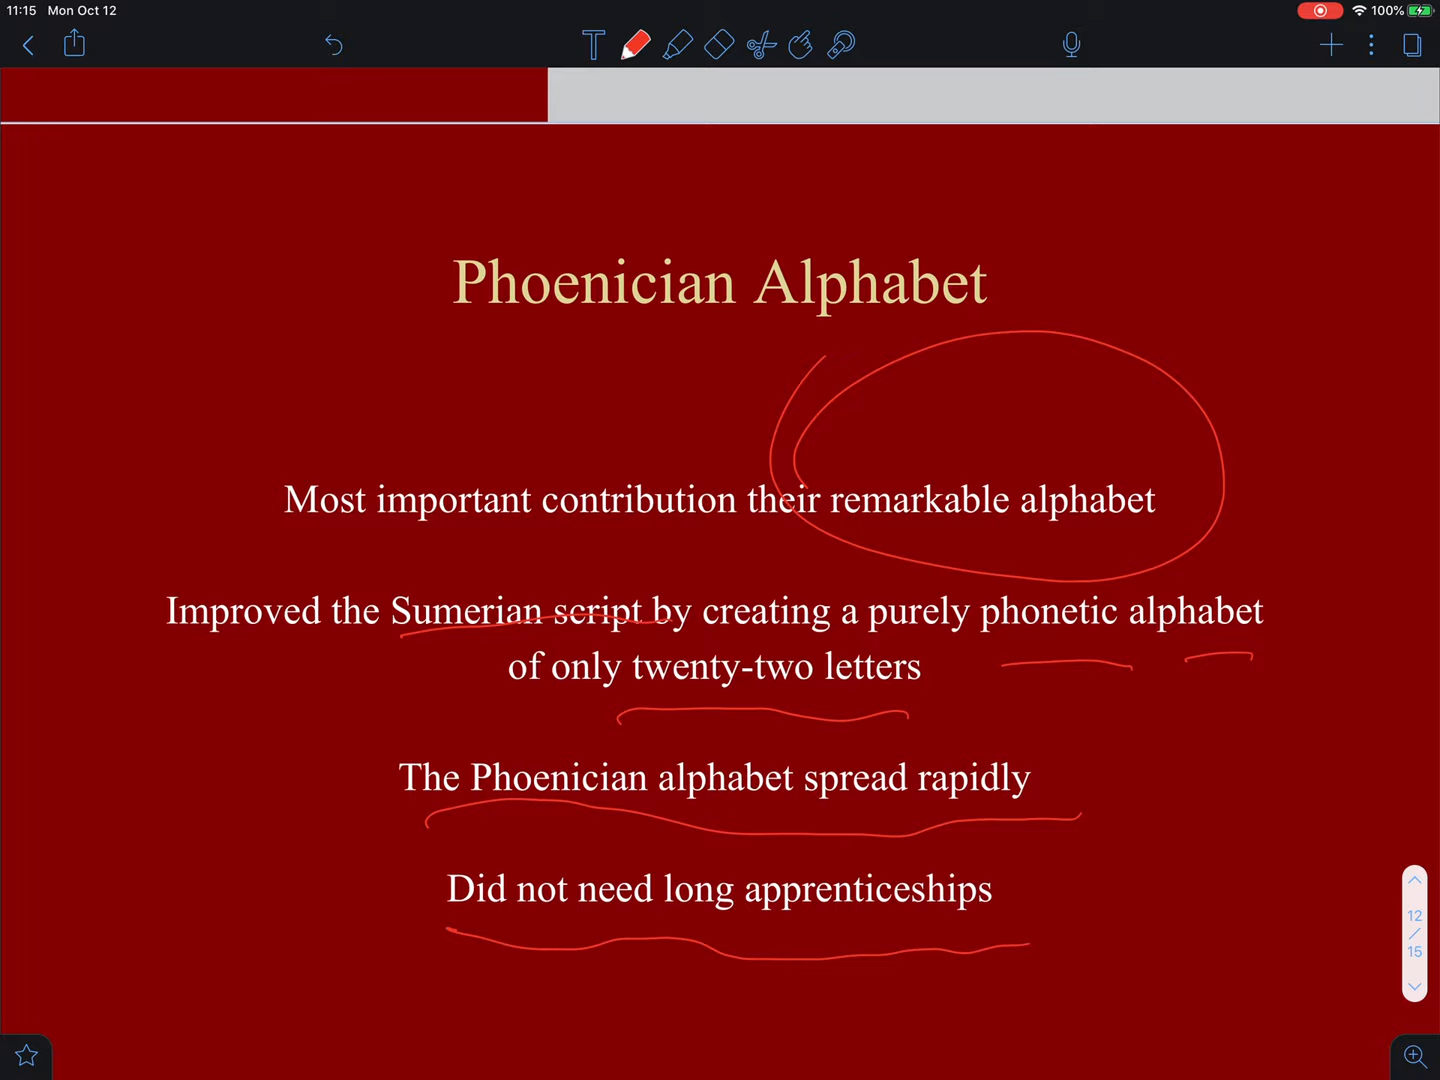 11:15 Mon Oct 12
100%
T
Phoenician Alphabet
Most important contribution their remarkable alphabet
Improved the Sumerian script by creating a purely phonetic alphabet
of only twenty-two letters
The Phoenician alphabet spread rapidly
Did not need long apprenticeships
12
/
15